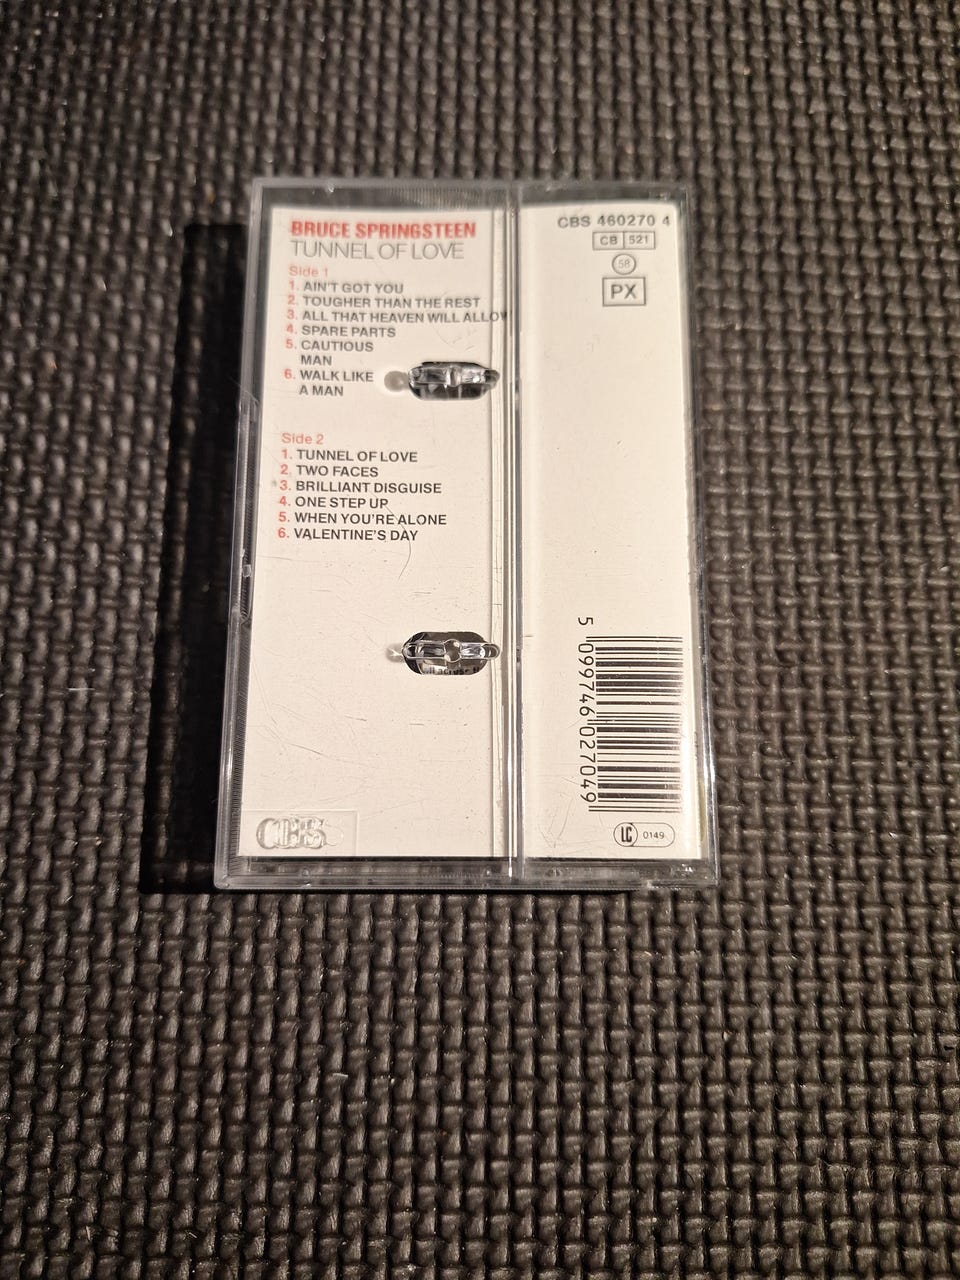 BRUCE SPRINGSTEEN
TUNNEL OF LOVE
Side 1
1. AIN'T GOT YOU
2. TOUGHER THAN THE REST
3. ALL THAT HEAVEN WILL ALLOW
4. SPARE PARTS
5. CAUTIOUS
MAN
6. WALK LIKE
A MAN
Side 2
1. TUNNEL OF LOVE
2. TWO FACES
3. BRILLIANT DISGUISE
4. ONE STEP UP
5. WHEN YOU'RE ALONE
6. VALENTINE'S DAY
CBS
CBS 460270 4
CB 521
58
PX
5 099746 027049
LC 0149